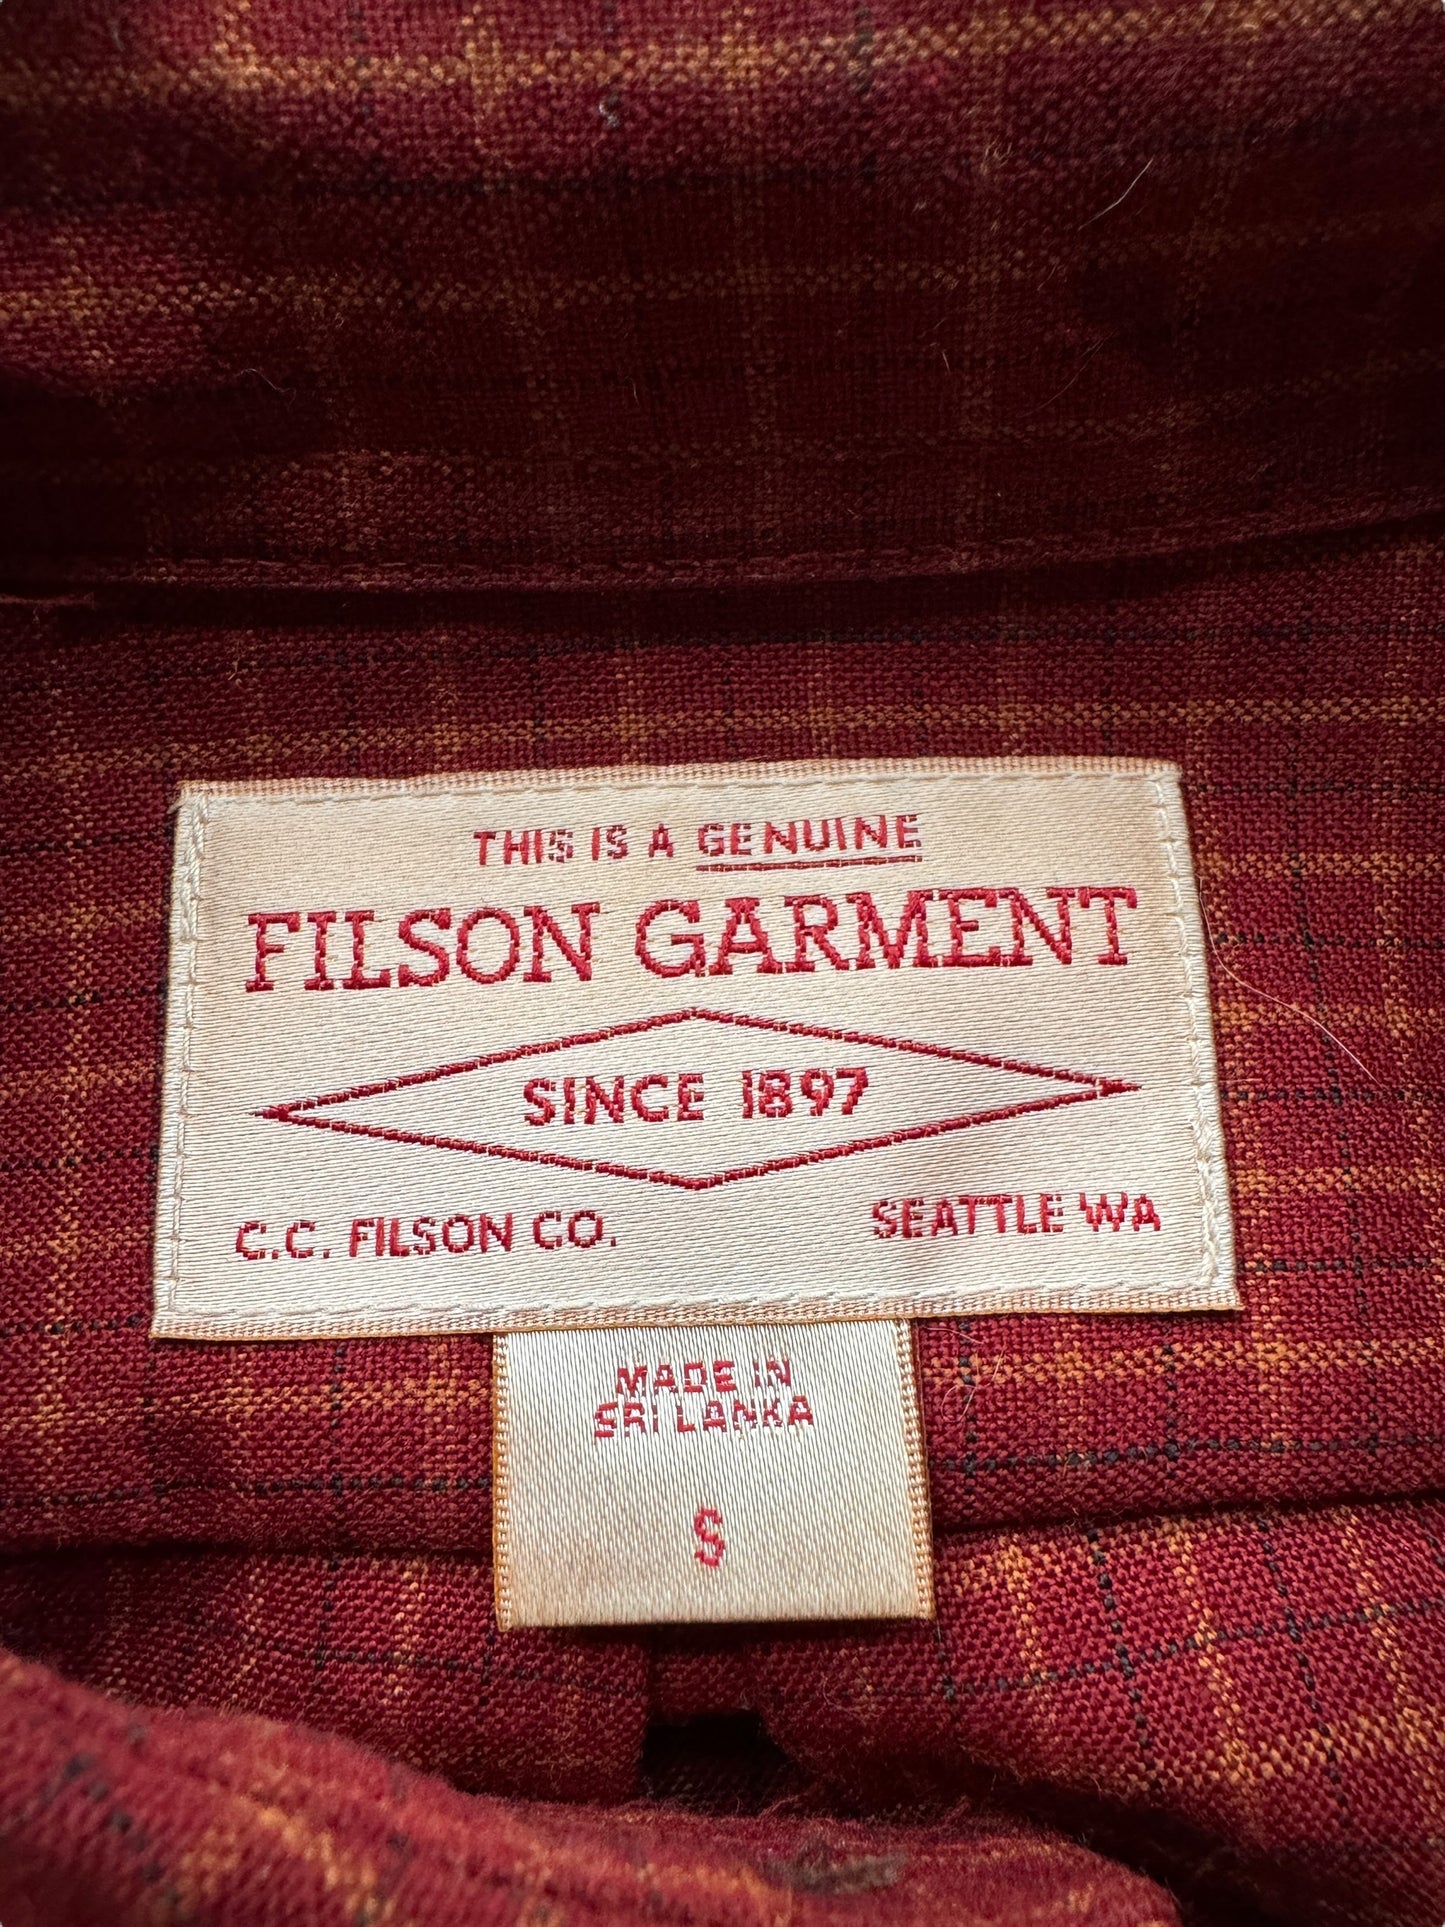 THIS IS A GENUINE
FILSON GARMENT
SINCE 1897
C.C. FILSON CO. SEATTLE WA
MADE IN
SRI LANKA
S